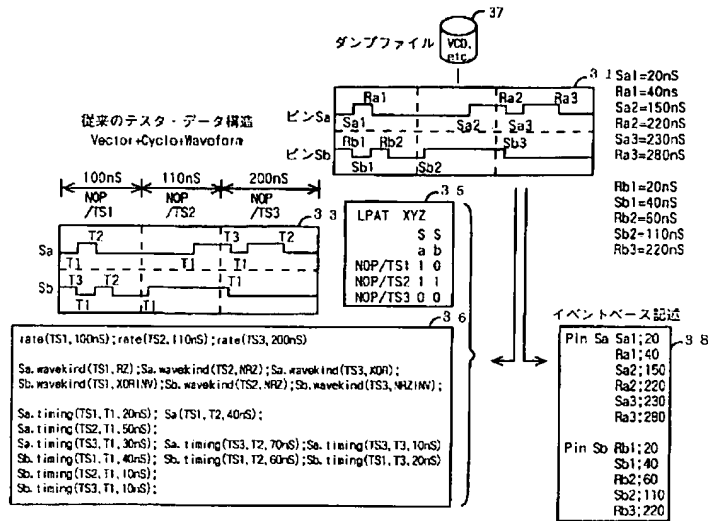 37
ダンプファイル
VCD,
etc.
31
Ra1
Ra2
Ra3
ピンSa
Sa1
Sa2
Sa3
Rb1
Rb2
Sb3
ピンSb
Sb1
Sb2
Sa1=20nS
Ra1=40nS
Sa2=150nS
Ra2=220nS
Sa3=230nS
Ra3=280nS
Rb1=20nS
Sb1=40nS
Rb2=60nS
Sb2=110nS
Rb3=220nS
従来のテスタ・データ構造
Vector+Cyclo+Waveform
100nS
110nS
200nS
NOP
/TS1
NOP
/TS2
NOP
/TS3
33
T2
T3
T2
Sa
T1
T1
T1
T3
T2
T1
Sb
T1
T1
35
LPAT XYZ
S S
a b
NOP/TS1 1 0
NOP/TS2 1 1
NOP/TS3 0 0
36
rate(TS1,100nS);rate(TS2,110nS);rate(TS3,200nS)
Sa.wavekind(TS1,RZ);Sa.wavekind(TS2,NRZ);Sa.wavekind(TS3,XOR);
Sb.wavekind(TS1,XORINV);Sb.wavekind(TS2,NRZ);Sb.wavekind(TS3,NRZINV);
Sa.timing(TS1,T1,20nS); Sa(TS1,T2,40nS);
Sa.timing(TS2,T1,50nS);
Sa.timing(TS3,T1,30nS); Sa.timing(TS3,T2,70nS);Sa.timing(TS3,T3,10nS)
Sb.timing(TS1,T1,40nS); Sb.timing(TS1,T2,60nS);Sb.timing(TS1,T3,20nS)
Sb.timing(TS2,T1,10nS);
Sb.timing(TS3,T1,10nS);
イベントベース記述
38
Pin Sa Sa1;20
Ra1;40
Sa2;150
Ra2;220
Sa3;230
Ra3;280
Pin Sb Rb1;20
Sb1;40
Rb2;60
Sb2;110
Rb3;220